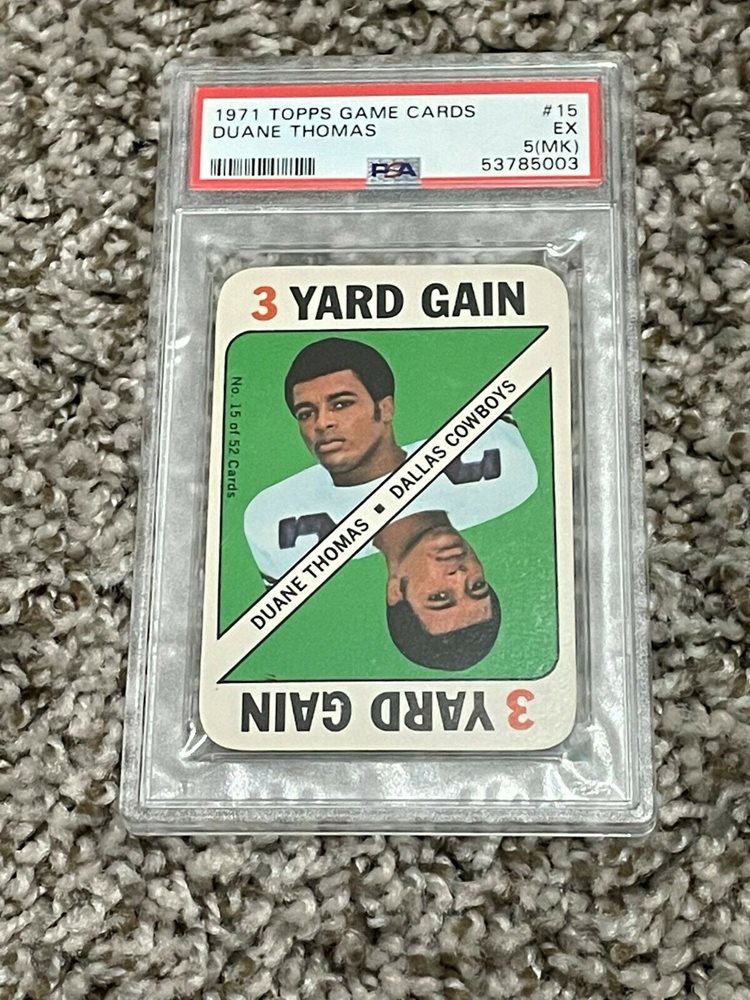 1971 TOPPS GAME CARDS #15
DUANE THOMAS EX
5(MK)
PSA 53785003
3 YARD GAIN
No. 15 of 52 Cards
DUANE THOMAS ▪ DALLAS COWBOYS
3 YARD GAIN